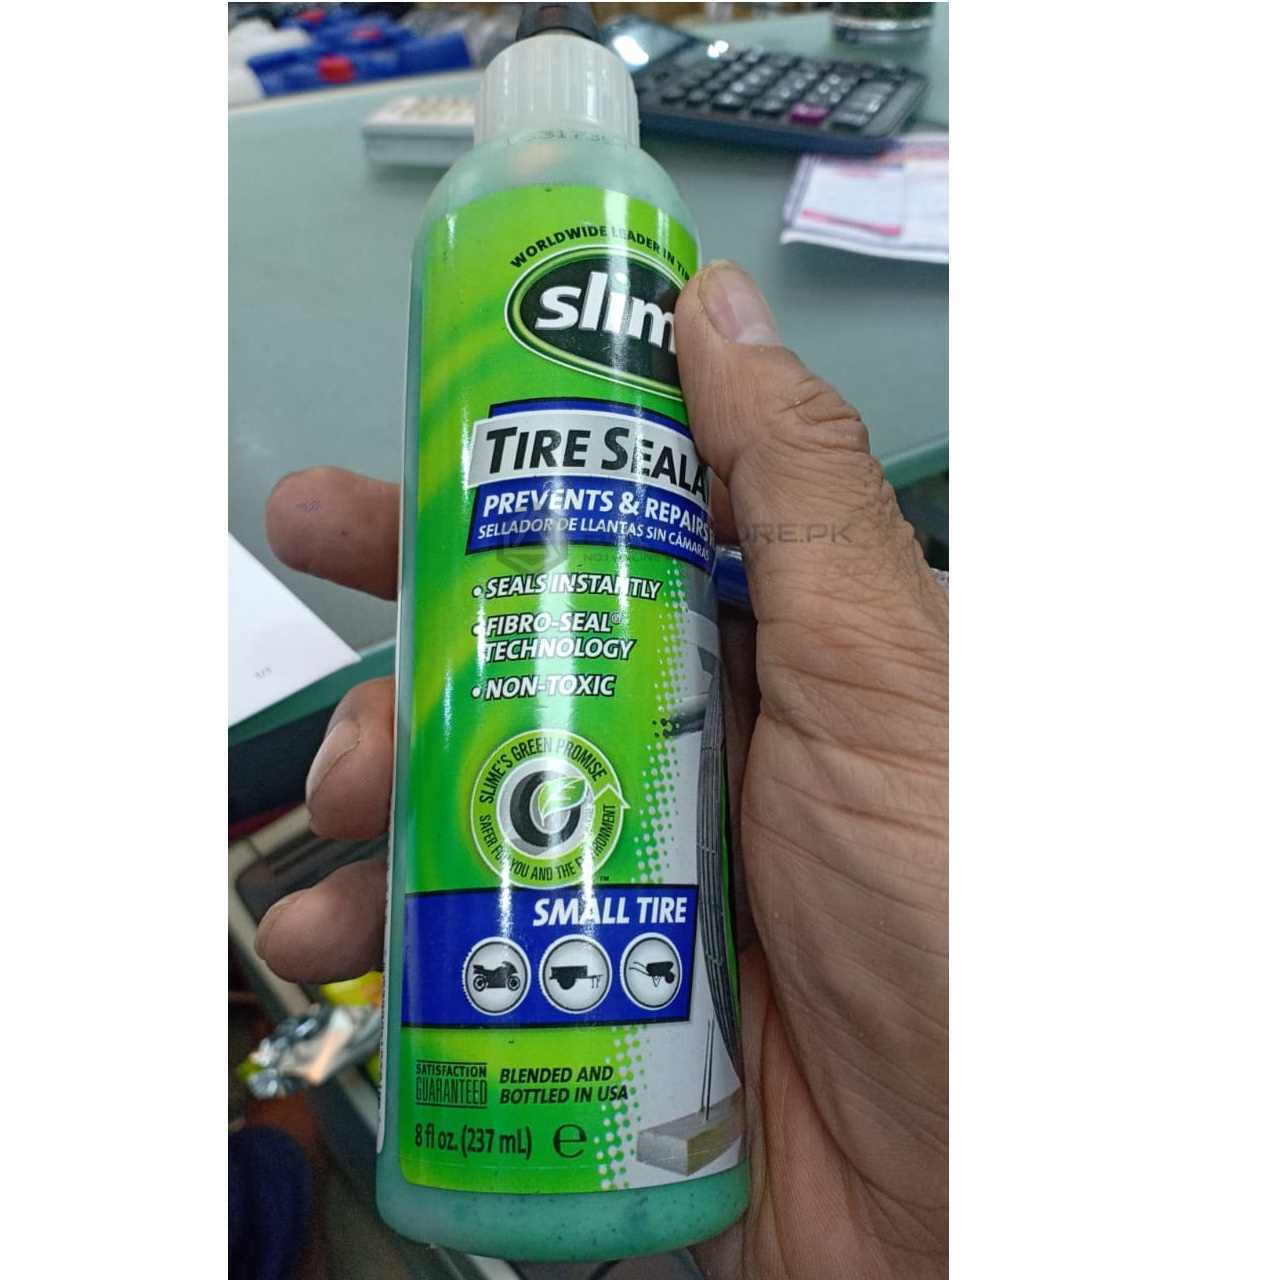 WORLDWIDE LEADER IN
slim
TIRE
PREVENTS & REPAIRS
SELLADOR DE LLANTAS SIN CÁMARAS
• SEALS INSTANTLY
• FIBRO-SEAL®
TECHNOLOGY
• NON-TOXIC
SLIME'S GREEN PROMISE
SAFER FOR YOU AND THE ENVIRONMENT
™
SMALL TIRE
SATISFACTION
GUARANTEED
BLENDED AND
BOTTLED IN USA
8 fl oz. (237 mL) e